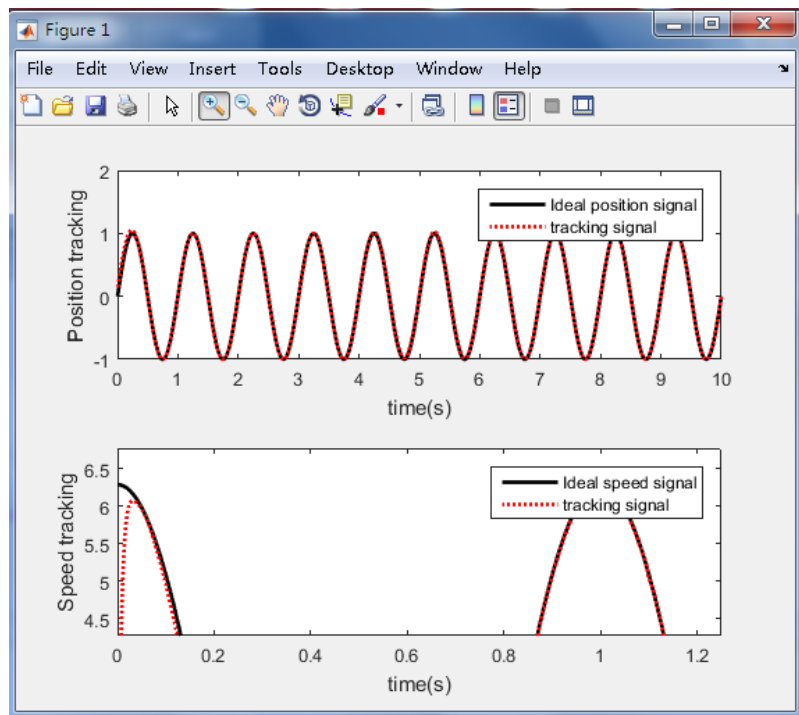 Figure 1
File Edit View Insert Tools Desktop Window Help
2
1
0
-1
Position tracking
Ideal position signal
tracking signal
0 1 2 3 4 5 6 7 8 9 10
time(s)
6.5
6
5.5
5
4.5
Speed tracking
Ideal speed signal
tracking signal
0 0.2 0.4 0.6 0.8 1 1.2
time(s)